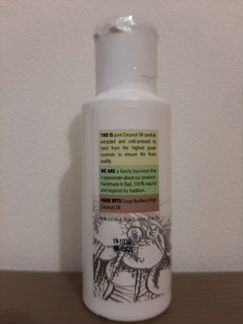 THIS IS pure Coconut Oil carefully
extracted and cold-pressed by
hand from the highest grade
coconuts to ensure the finest
quality.
WE ARE a family business that
is passionate about our products.
Handmade in Bali, 100% natural
and inspired by tradition.
MADE WITH Cocos Nucifera (Virgin
Coconut) Oil